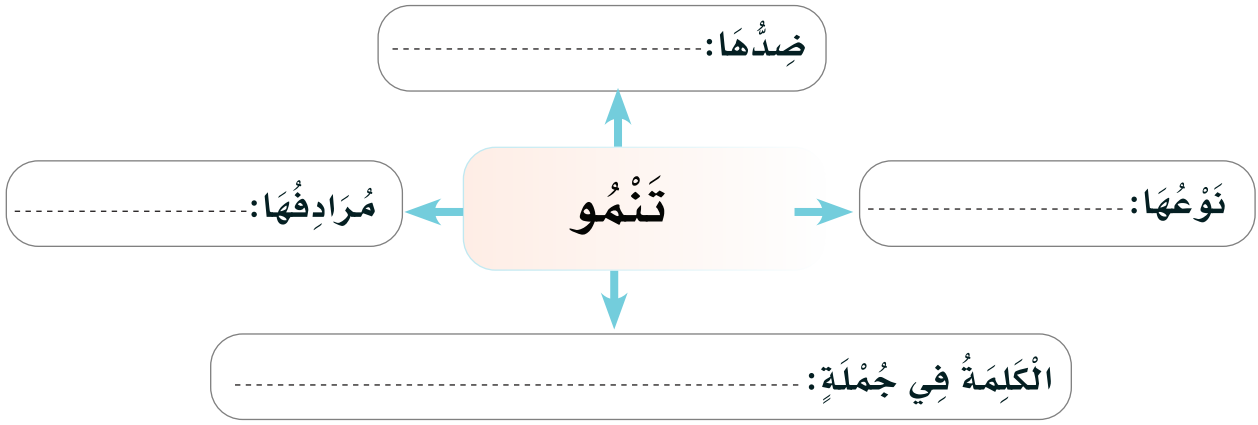 ضِدُّهَا:
نَوْعُهَا:
تَنْمُو
مُرَادِفُهَا:
الْكَلِمَةُ فِي جُمْلَةٍ: